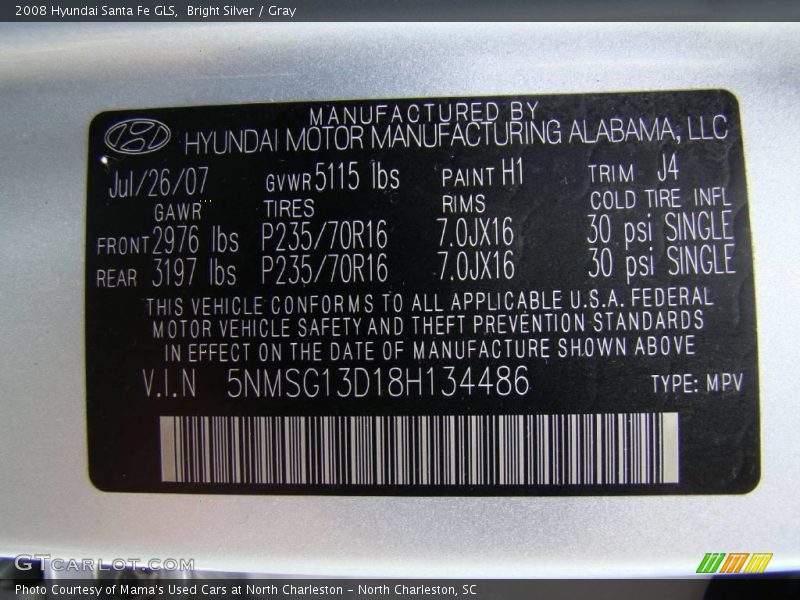 2008 Hyundai Santa Fe GLS,  Bright Silver / Gray
MANUFACTURED BY
HYUNDAI MOTOR MANUFACTURING ALABAMA, LLC
Jul/26/07 GVWR 5115 lbs PAINT H1 TRIM J4
GAWR TIRES RIMS COLD TIRE INFL
FRONT 2976 lbs P235/70R16 7.0JX16 30 psi SINGLE
REAR 3197 lbs P235/70R16 7.0JX16 30 psi SINGLE
THIS VEHICLE CONFORMS TO ALL APPLICABLE U.S.A. FEDERAL
MOTOR VEHICLE SAFETY AND THEFT PREVENTION STANDARDS
IN EFFECT ON THE DATE OF MANUFACTURE SHOWN ABOVE
V.I.N 5NMSG13D18H134486 TYPE: MPV
GTCARLOT.COM
Photo Courtesy of Mama's Used Cars at North Charleston - North Charleston, SC